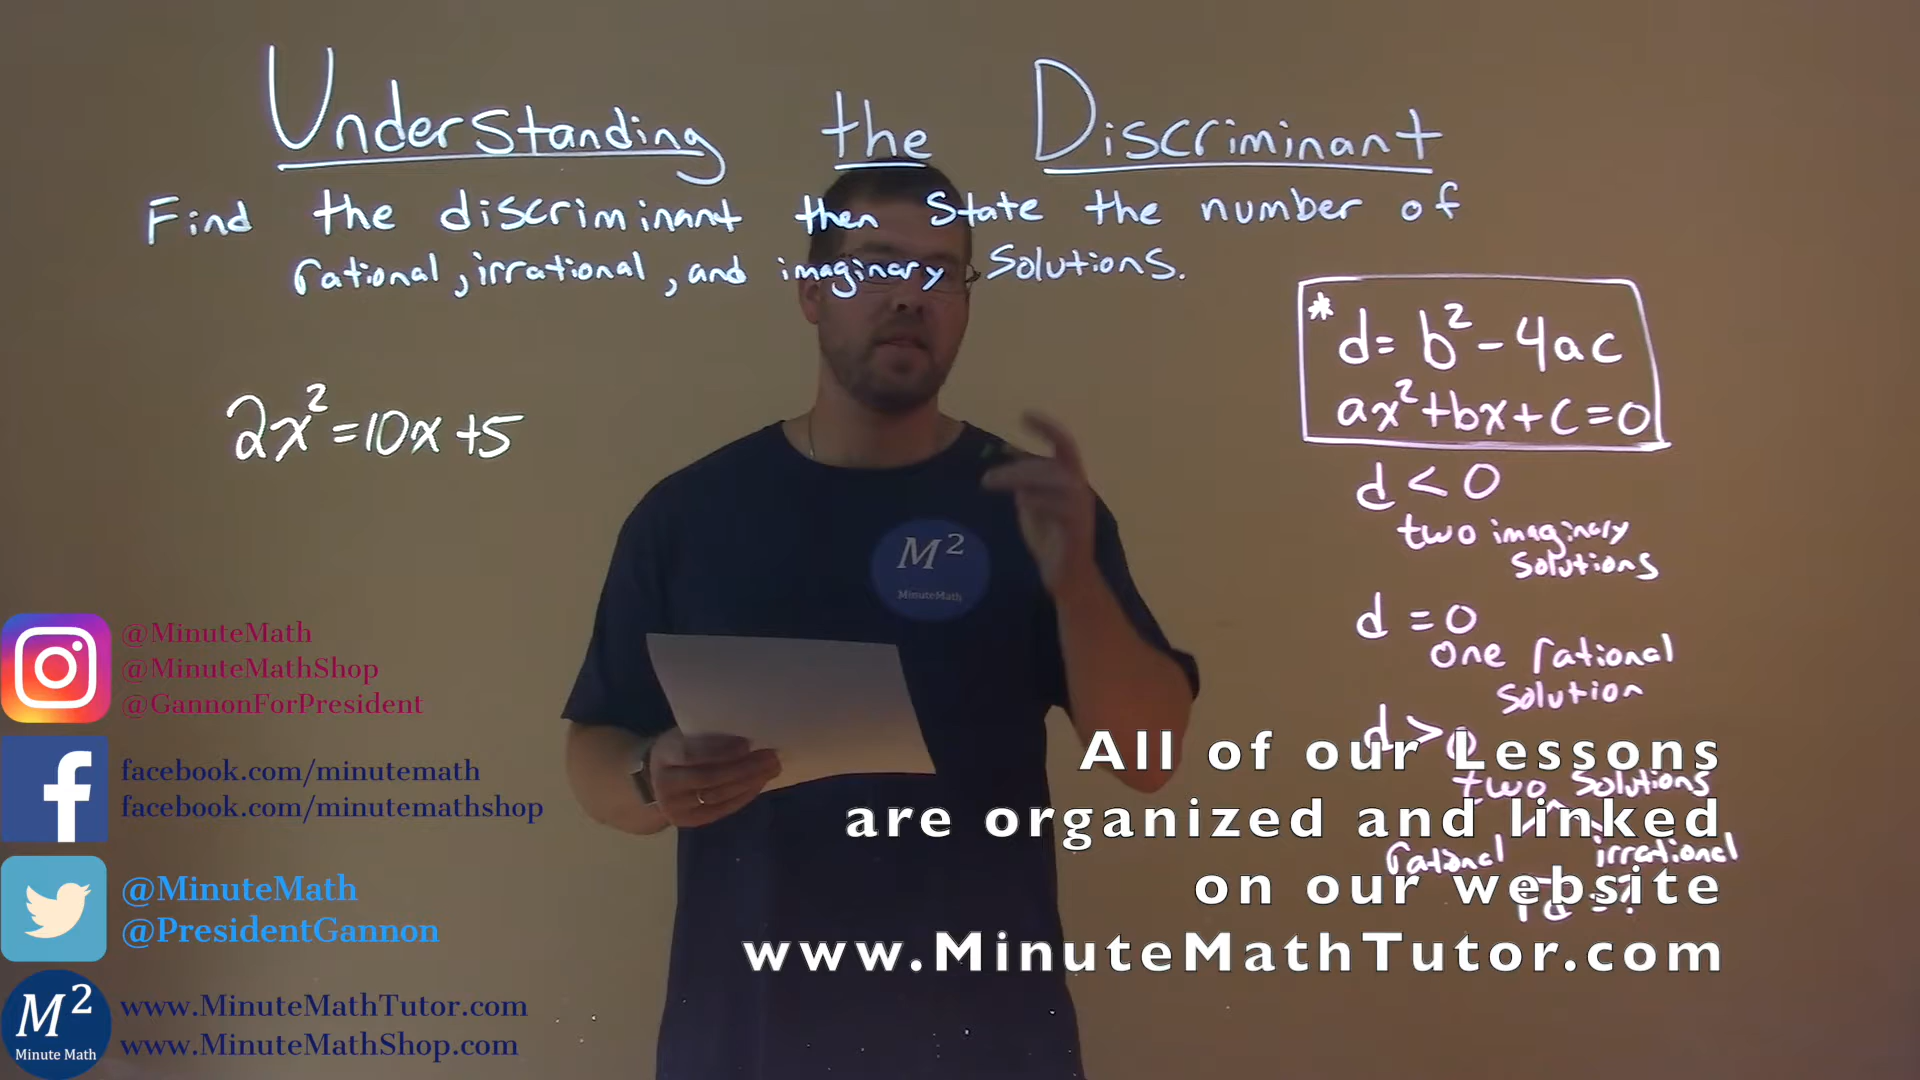 Understanding the Discriminant
Find the discriminant then State the number of
rational, irrational, and imaginary Solutions.
2x²=10x+5
* d= b²-4ac
ax²+bx+c=0
d<0
two imaginary
solutions
d=0
one rational
solution
d>0
two solutions
rational irrational
M²
MinuteMath
@MinuteMath
@MinuteMathShop
@GannonForPresident
facebook.com/minutemath
facebook.com/minutemathshop
@MinuteMath
@PresidentGannon
M²
Minute Math
www.MinuteMathTutor.com
www.MinuteMathShop.com
All of our Lessons
are organized and linked
on our website
www.MinuteMathTutor.com